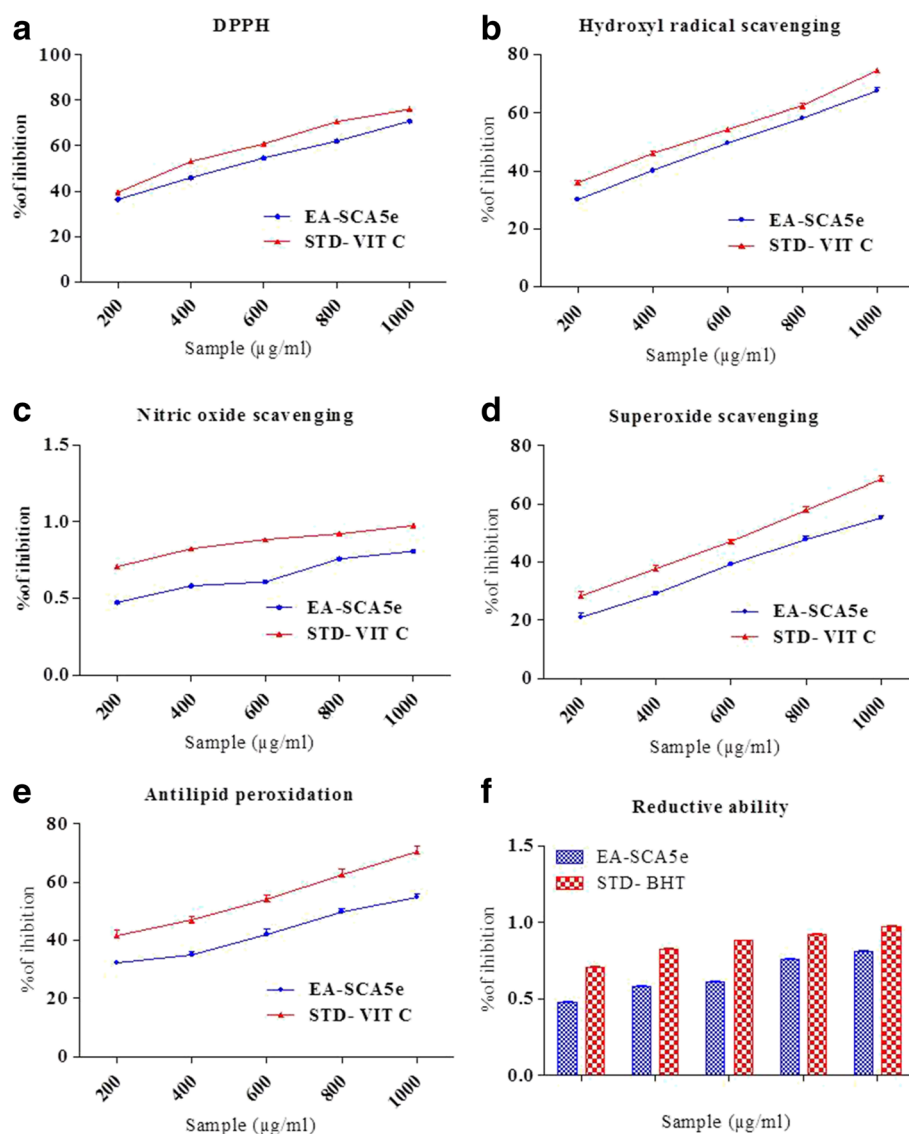 a
DPPH
%of ihibition
100
80
60
40
20
0
EA-SCA5e
STD- VIT C
200
400
600
800
1000
Sample (µg/ml)
b
Hydroxyl radical scavenging
%of ihibition
80
60
40
20
0
EA-SCA5e
STD- VIT C
200
400
600
800
1000
Sample (µg/ml)
c
Nitric oxide scavenging
%of ihibition
1.5
1.0
0.5
0.0
EA-SCA5e
STD- VIT C
200
400
600
800
1000
Sample (µg/ml)
d
Superoxide scavenging
%of ihibition
80
60
40
20
0
EA-SCA5e
STD- VIT C
200
400
600
800
1000
Sample (µg/ml)
e
Antilipid peroxidation
%of ihibition
80
60
40
20
0
EA-SCA5e
STD- VIT C
200
400
600
800
1000
Sample (µg/ml)
f
Reductive ability
%of ihibition
1.5
1.0
0.5
0.0
EA-SCA5e
STD- BHT
Sample (µg/ml)